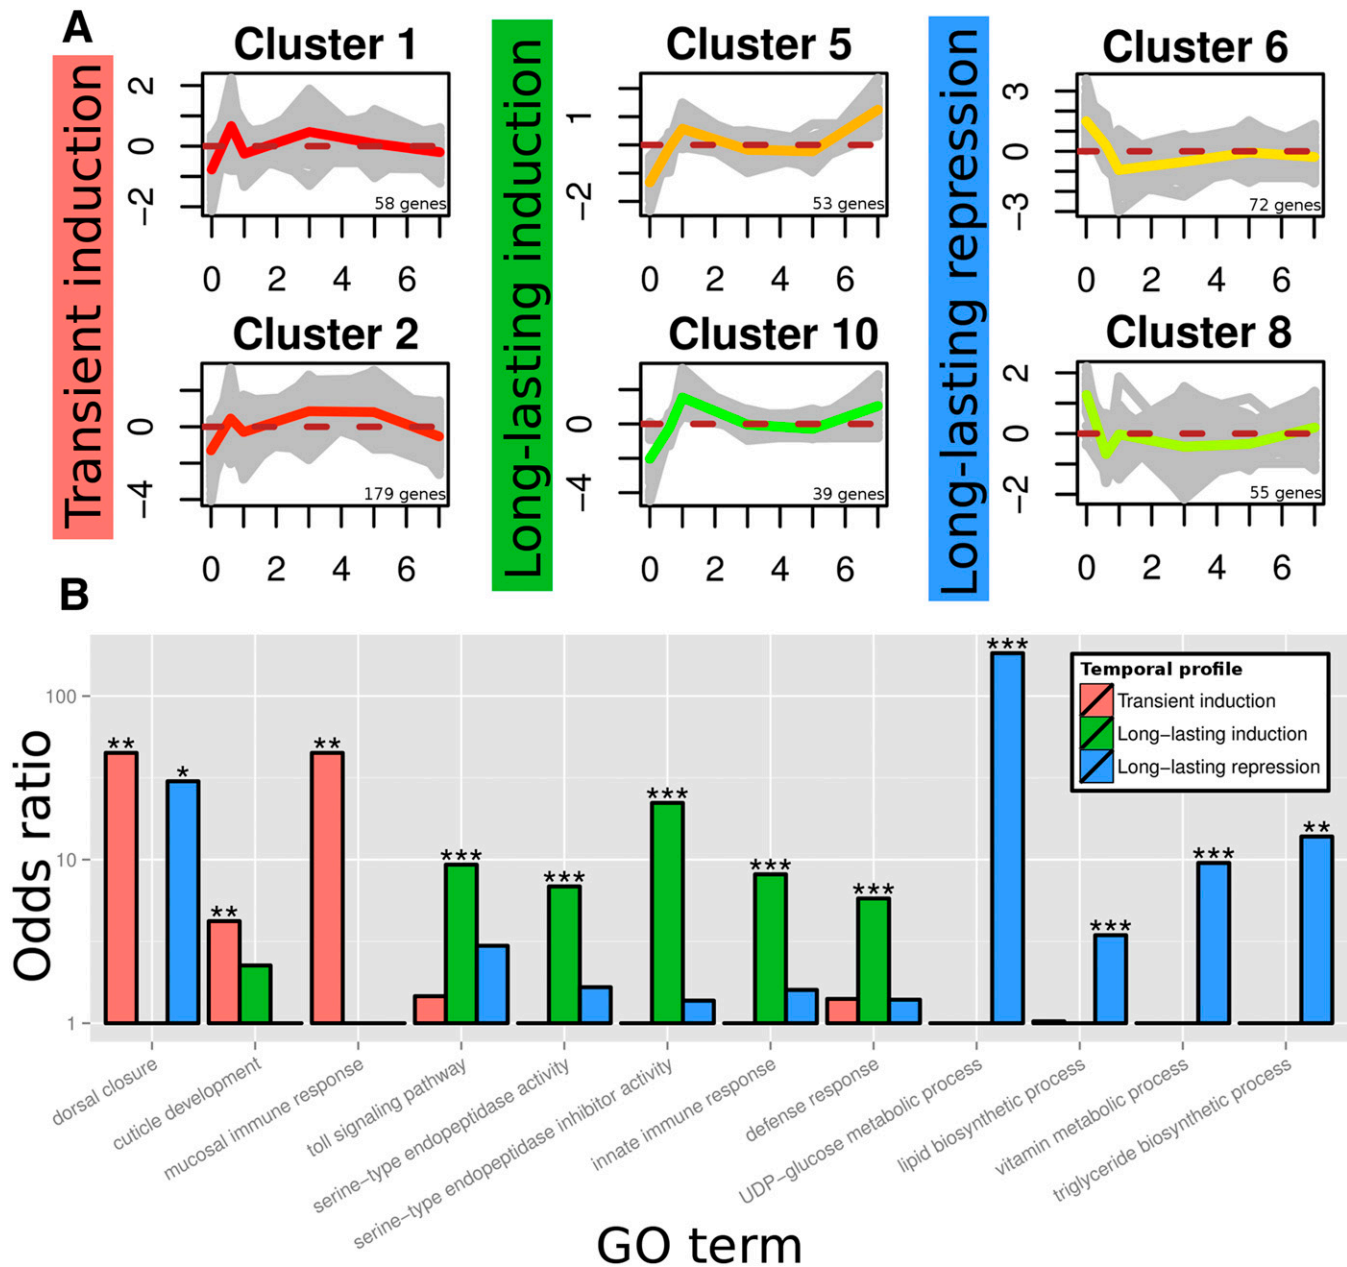 A
Transient induction
Cluster 1
2
0
−2
58 genes
0 2 4 6
Cluster 2
0
−4
179 genes
0 2 4 6
Long-lasting induction
Cluster 5
1
−2
53 genes
0 2 4 6
Cluster 10
0
−4
39 genes
0 2 4 6
Long-lasting repression
Cluster 6
3
0
−3
72 genes
0 2 4 6
Cluster 8
2
0
−2
55 genes
0 2 4 6
B
Odds ratio
100
10
1
** * ** ** *** *** *** *** *** *** *** *** **
Temporal profile
Transient induction
Long−lasting induction
Long−lasting repression
dorsal closure
cuticle development
mucosal immune response
toll signaling pathway
serine−type endopeptidase activity
serine−type endopeptidase inhibitor activity
innate immune response
defense response
UDP−glucose metabolic process
lipid biosynthetic process
vitamin metabolic process
triglyceride biosynthetic process
GO term